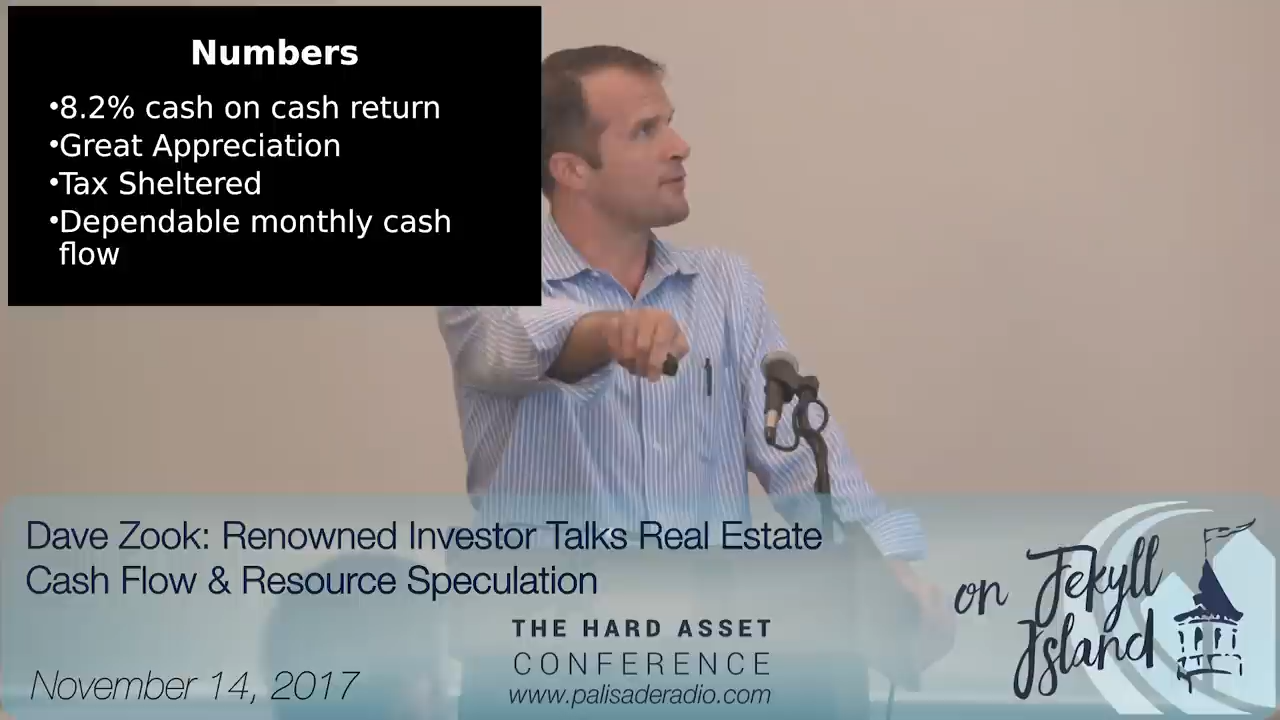 Numbers
•8.2% cash on cash return
•Great Appreciation
•Tax Sheltered
•Dependable monthly cash
flow
Dave Zook: Renowned Investor Talks Real Estate
Cash Flow & Resource Speculation
THE HARD ASSET
CONFERENCE
www.palisaderadio.com
November 14, 2017
on Jekyll
Island